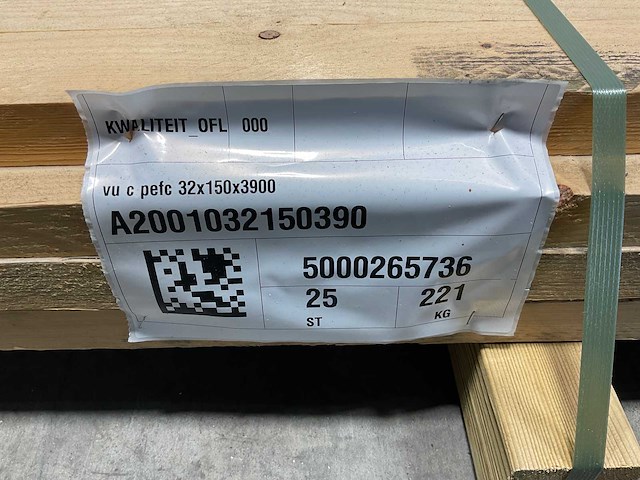 KWALITEIT_OFL 000
vu c pefc 32x150x3900
A2001032150390
5000265736
25 221
ST KG